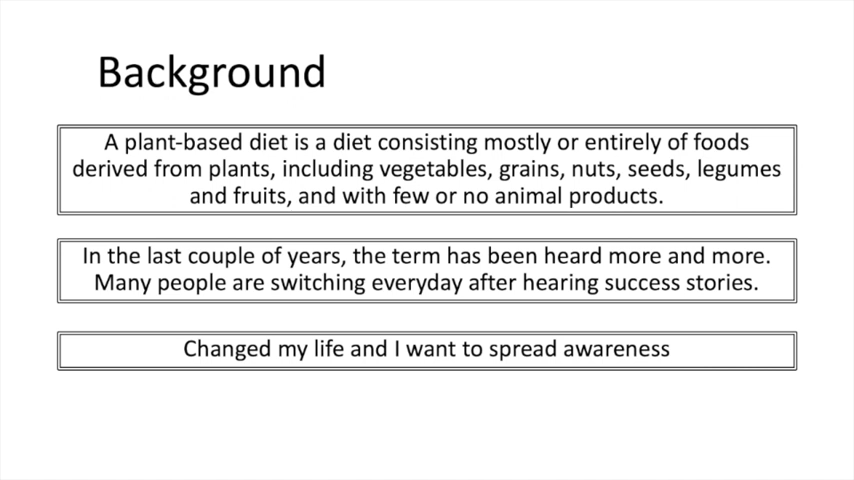 Background
A plant-based diet is a diet consisting mostly or entirely of foods
derived from plants, including vegetables, grains, nuts, seeds, legumes
and fruits, and with few or no animal products.
In the last couple of years, the term has been heard more and more.
Many people are switching everyday after hearing success stories.
Changed my life and I want to spread awareness